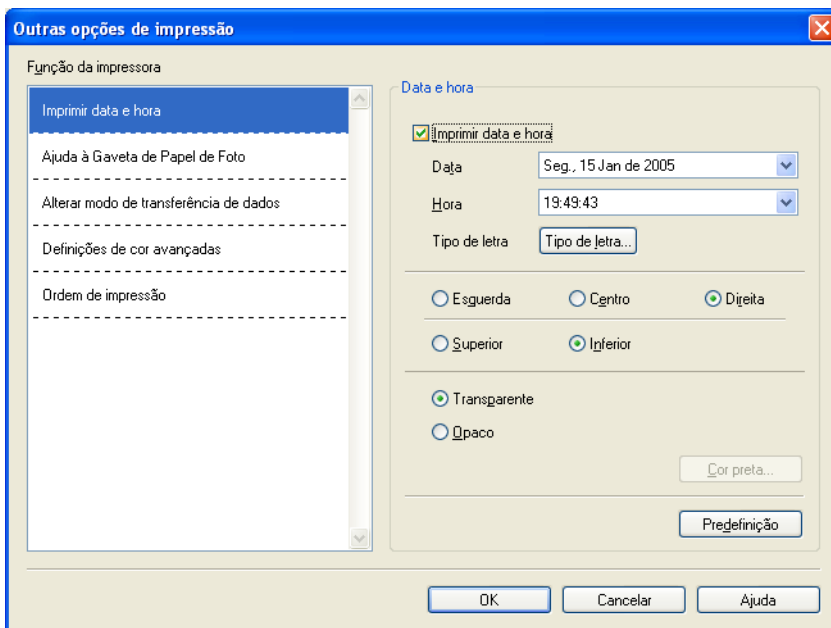 Outras opções de impressão
Função da impressora
Imprimir data e hora
Ajuda à Gaveta de Papel de Foto
Alterar modo de transferência de dados
Definições de cor avançadas
Ordem de impressão
Data e hora
Imprimir data e hora
Data Seg., 15 Jan de 2005
Hora 19:49:43
Tipo de letra Tipo de letra...
Esguerda Centro Direita
Superior Inferior
Transparente
Opaco
Cor preta...
Predefinição
OK Cancelar Ajuda